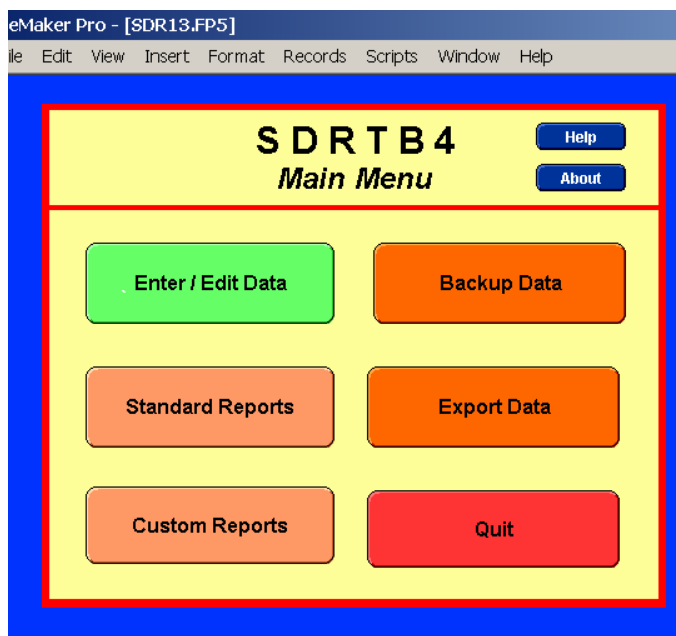 eMaker Pro - [SDR13.FP5]
ile Edit View Insert Format Records Scripts Window Help
S D R T B 4
Main Menu
Help
About
Enter / Edit Data
Backup Data
Standard Reports
Export Data
Custom Reports
Quit